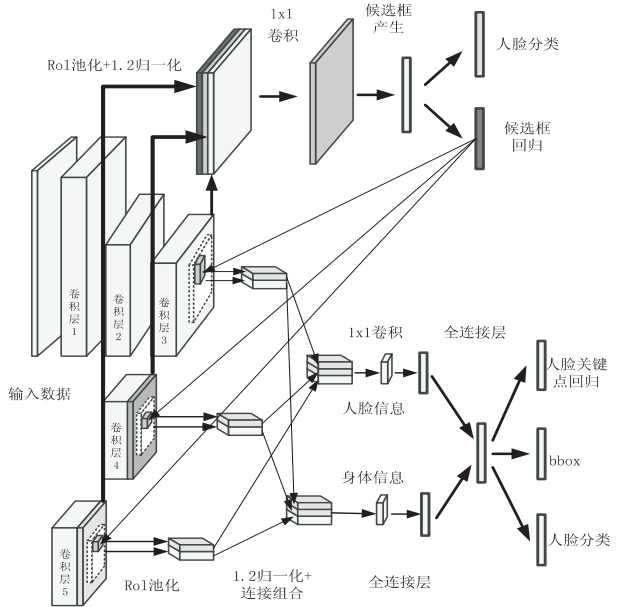 1x1
卷积
候选框
产生
人脸分类
Rol池化+1.2归一化
候选框
回归
卷积层1
卷积层2
卷积层3
输入数据
1x1卷积
全连接层
人脸关键
点回归
人脸信息
卷积层4
身体信息
bbox
卷积层5
Rol池化
1.2归一化+
连接组合
全连接层
人脸分类